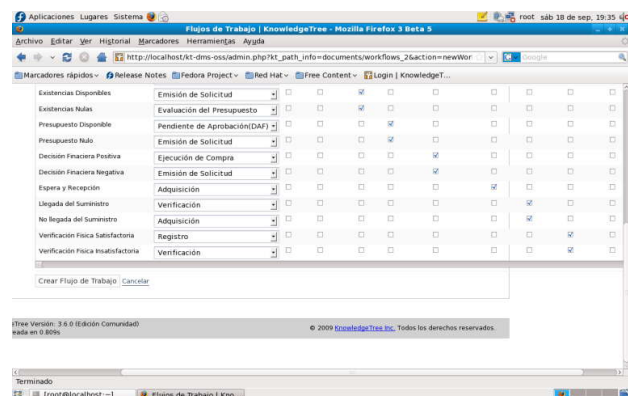 Aplicaciones Lugares Sistema root sáb 18 de sep, 19:35
Flujos de Trabajo | KnowledgeTree - Mozilla Firefox 3 Beta 5
Archivo Editar Ver Historial Marcadores Herramientas Ayuda
http://localhost/kt-dms-oss/admin.php?kt_path_info=documents/workflows_2&action=newWor Google
Marcadores rápidos Release Notes Fedora Project Red Hat Free Content Login | KnowledgeT...
Existencias Disponibles Emisión de Solicitud
Existencias Nulas Evaluación del Presupuesto
Presupuesto Disponible Pendiente de Aprobación(DAF)
Presupuesto Nulo Emisión de Solicitud
Decisión Finaciera Positiva Ejecución de Compra
Decisión Finaciera Negativa Emisión de Solicitud
Espera y Recepción Adquisición
Llegada del Suministro Verificación
No llegada del Suministro Adquisición
Verificación Fisica Satisfactoria Registro
Verificación Fisica Insatisfactoria Verificación
Crear Flujo de Trabajo Cancelar
Tree Versión: 3.6.0 (Edición Comunidad)
eada en 0.809s
© 2009 KnowledgeTree Inc. Todos los derechos reservados.
Terminado
[root@localhost:~] Flujos de Trabajo | Kno...